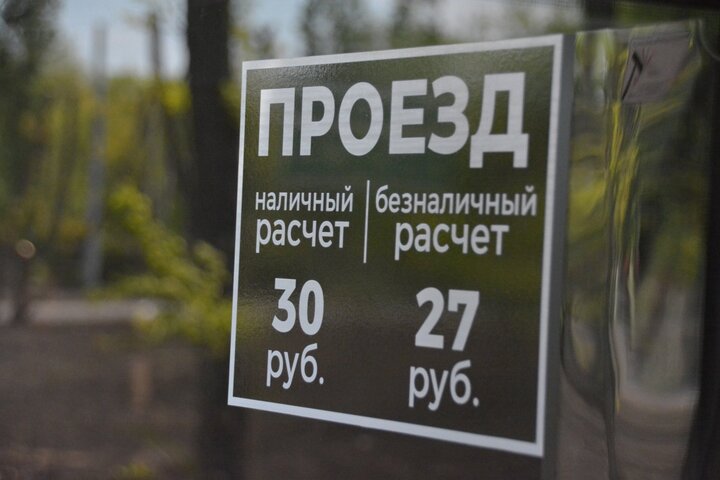 ПРОЕЗД
наличный расчет
30 руб.
безналичный расчет
27 руб.